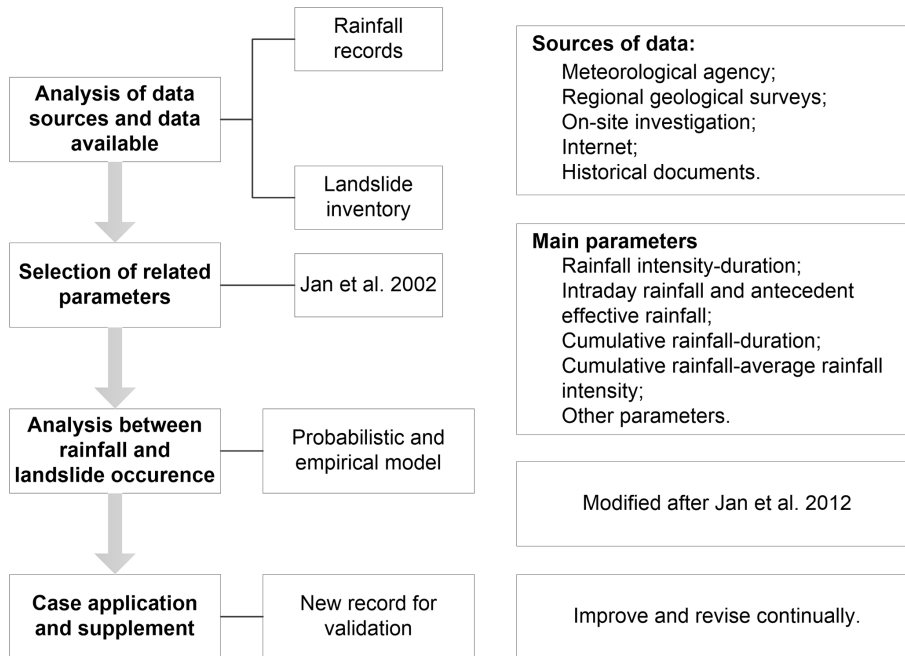 Analysis of data
sources and data
available
Rainfall
records
Landslide
inventory
Sources of data:
Meteorological agency;
Regional geological surveys;
On-site investigation;
Internet;
Historical documents.
Selection of related
parameters
Jan et al. 2002
Main parameters
Rainfall intensity-duration;
Intraday rainfall and antecedent
effective rainfall;
Cumulative rainfall-duration;
Cumulative rainfall-average rainfall
intensity;
Other parameters.
Analysis between
rainfall and
landslide occurence
Probabilistic and
empirical model
Modified after Jan et al. 2012
Case application
and supplement
New record for
validation
Improve and revise continually.